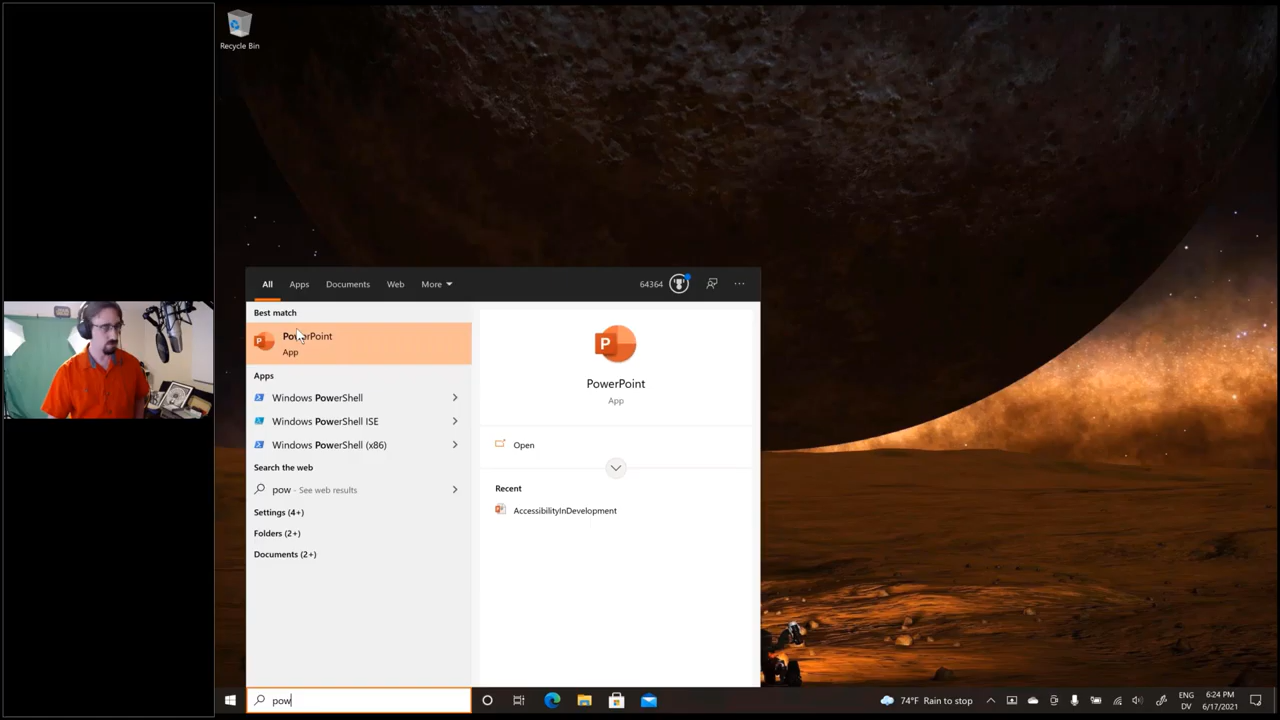 Recycle Bin
All Apps Documents Web More 64364 ...
Best match
PowerPoint
App
Apps
Windows PowerShell
Windows PowerShell ISE
Windows PowerShell (x86)
Search the web
pow - See web results
Settings (4+)
Folders (2+)
Documents (2+)
P
PowerPoint
App
Open
Recent
AccessibilityInDevelopment
pow
74°F Rain to stop
ENG
DV
6:24 PM
6/17/2021